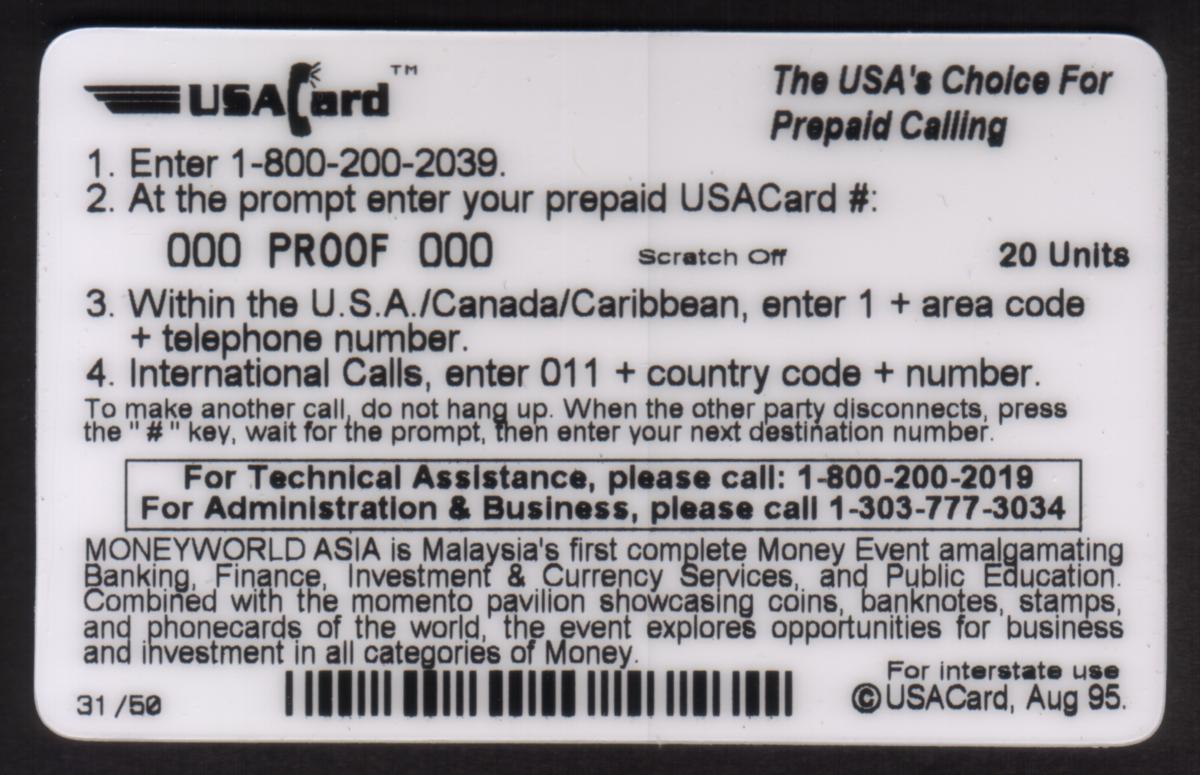 USACard™
The USA's Choice For
Prepaid Calling
1. Enter 1-800-200-2039.
2. At the prompt enter your prepaid USACard #:
000 PROOF 000 Scratch Off 20 Units
3. Within the U.S.A./Canada/Caribbean, enter 1 + area code
+ telephone number.
4. International Calls, enter 011 + country code + number.
To make another call, do not hang up. When the other party disconnects, press
the "#" key, wait for the prompt, then enter your next destination number.
For Technical Assistance, please call: 1-800-200-2019
For Administration & Business, please call 1-303-777-3034
MONEYWORLD ASIA is Malaysia's first complete Money Event amalgamating
Banking, Finance, Investment & Currency Services, and Public Education.
Combined with the momento pavilion showcasing coins, banknotes, stamps,
and phonecards of the world, the event explores opportunities for business
and investment in all categories of Money.
For interstate use
31/50 ©USACard, Aug 95.